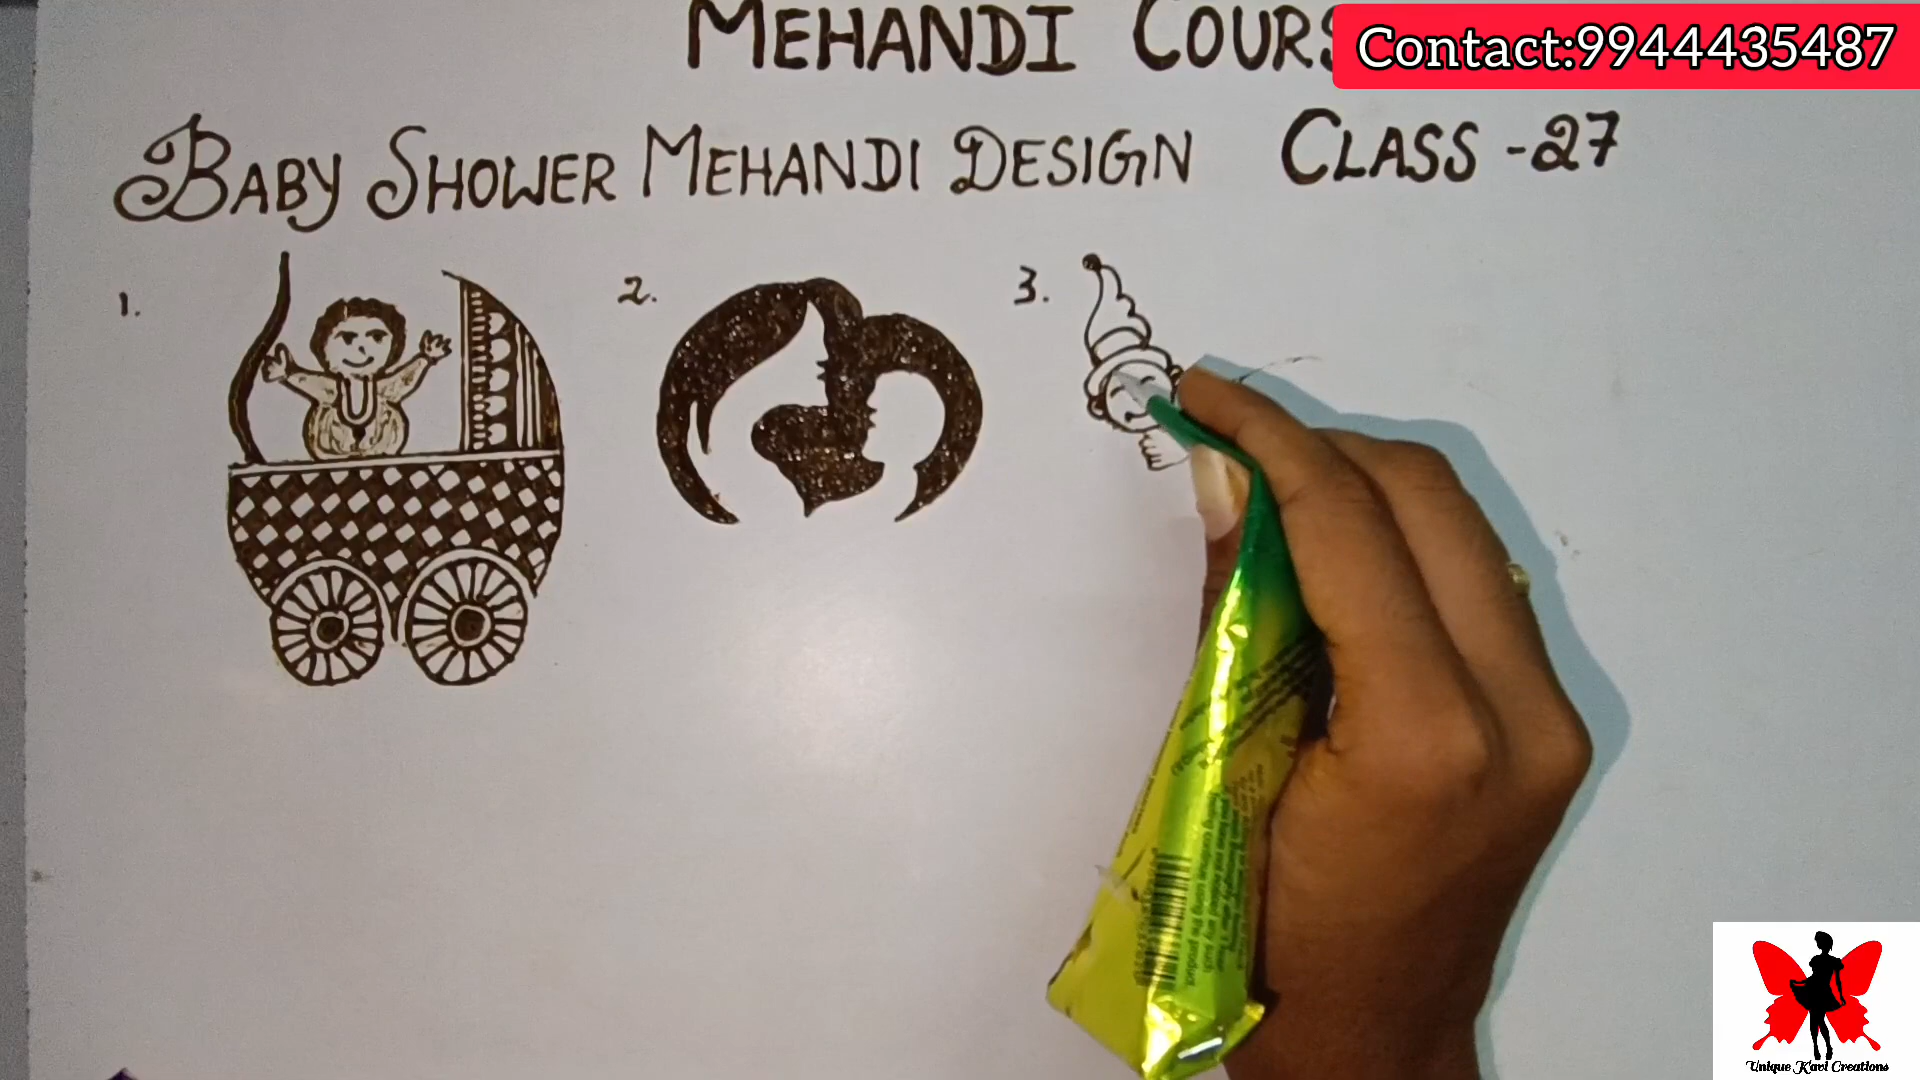 MEHANDI COURS
Contact:9944435487
BABY SHOWER MEHANDI DESIGN CLASS -27
1.
2.
3.
Unique Kavi Creations